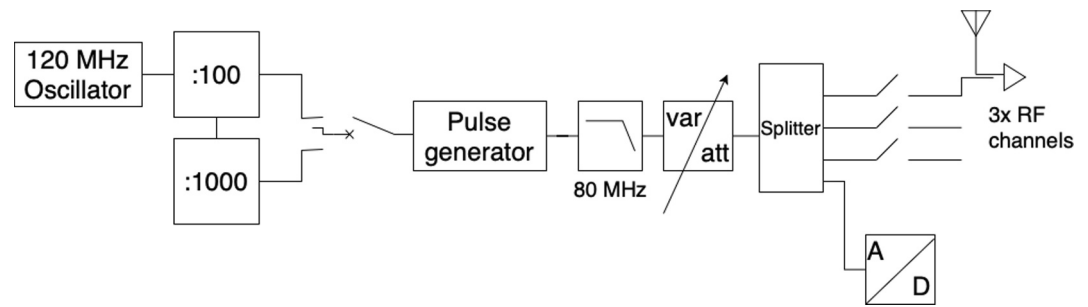 120 MHz
Oscillator
:100
:1000
Pulse
generator
80 MHz
var
att
Splitter
3x RF
channels
A
D